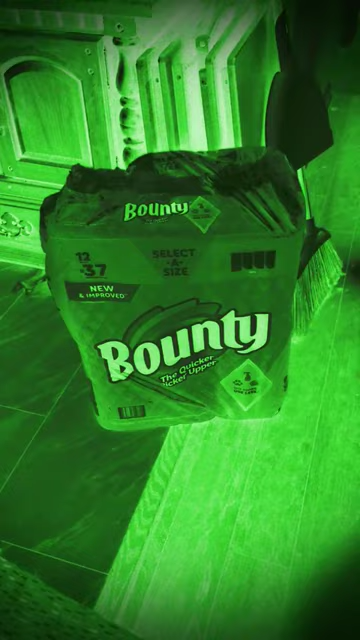 Bounty
12
=37
SELECT
-A-
SIZE
NEW
& IMPROVED
Bounty
The Quicker
Picker Upper